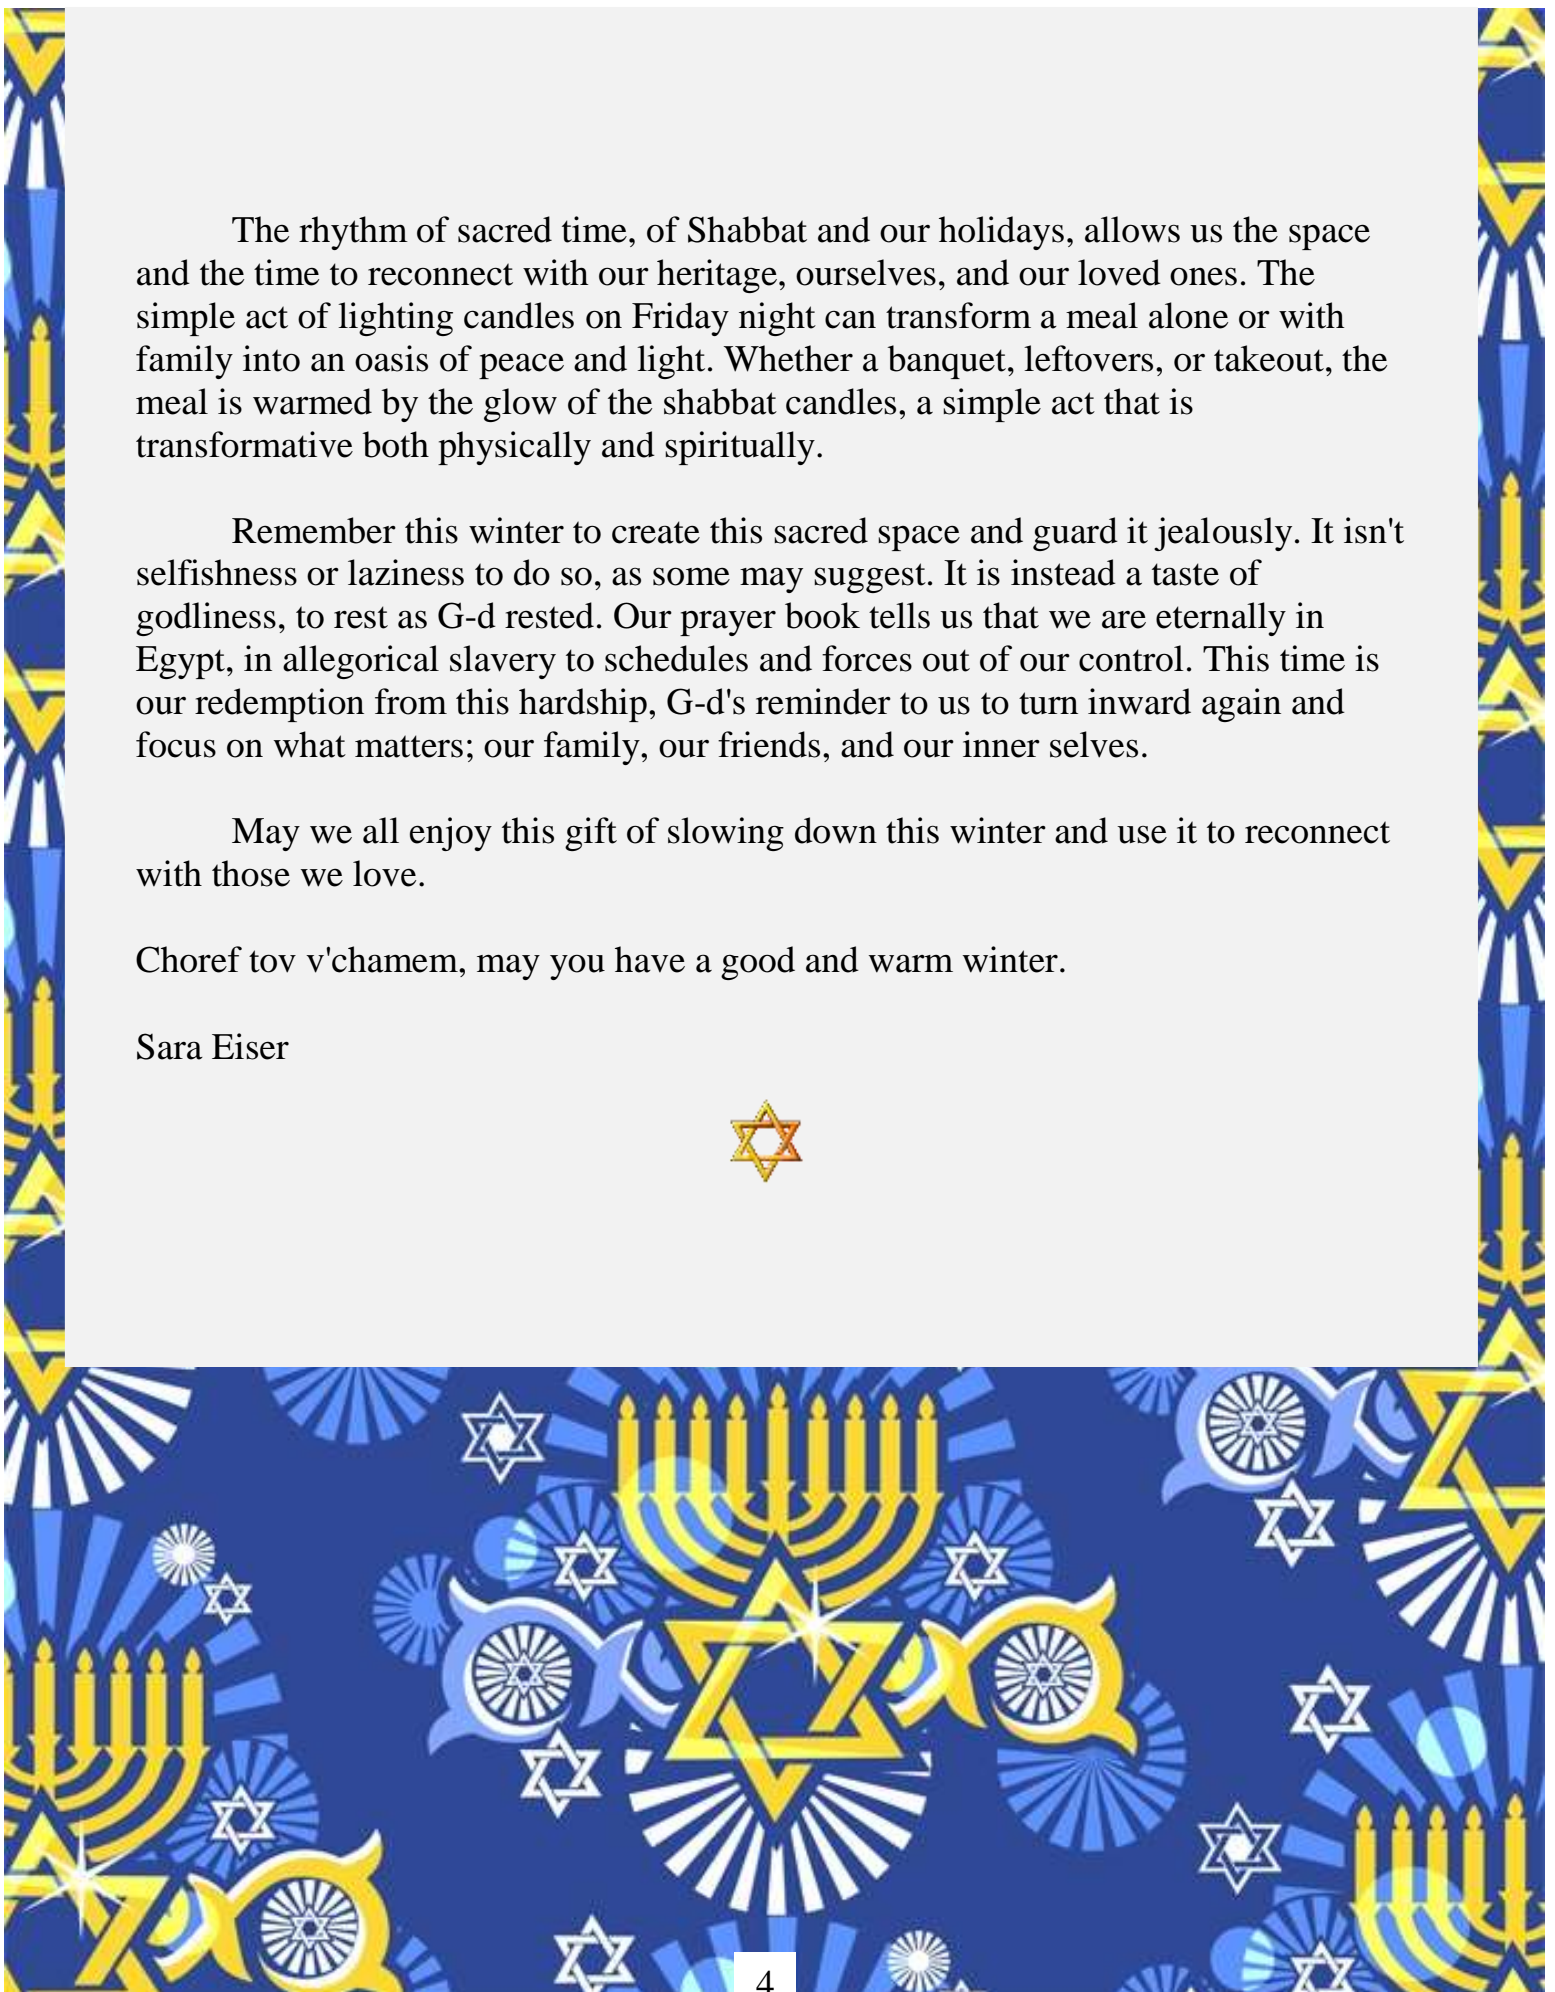 The rhythm of sacred time, of Shabbat and our holidays, allows us the space
and the time to reconnect with our heritage, ourselves, and our loved ones. The
simple act of lighting candles on Friday night can transform a meal alone or with
family into an oasis of peace and light. Whether a banquet, leftovers, or takeout, the
meal is warmed by the glow of the shabbat candles, a simple act that is
transformative both physically and spiritually.
Remember this winter to create this sacred space and guard it jealously. It isn't
selfishness or laziness to do so, as some may suggest. It is instead a taste of
godliness, to rest as G-d rested. Our prayer book tells us that we are eternally in
Egypt, in allegorical slavery to schedules and forces out of our control. This time is
our redemption from this hardship, G-d's reminder to us to turn inward again and
focus on what matters; our family, our friends, and our inner selves.
May we all enjoy this gift of slowing down this winter and use it to reconnect
with those we love.
Choref tov v'chamem, may you have a good and warm winter.
Sara Eiser
4